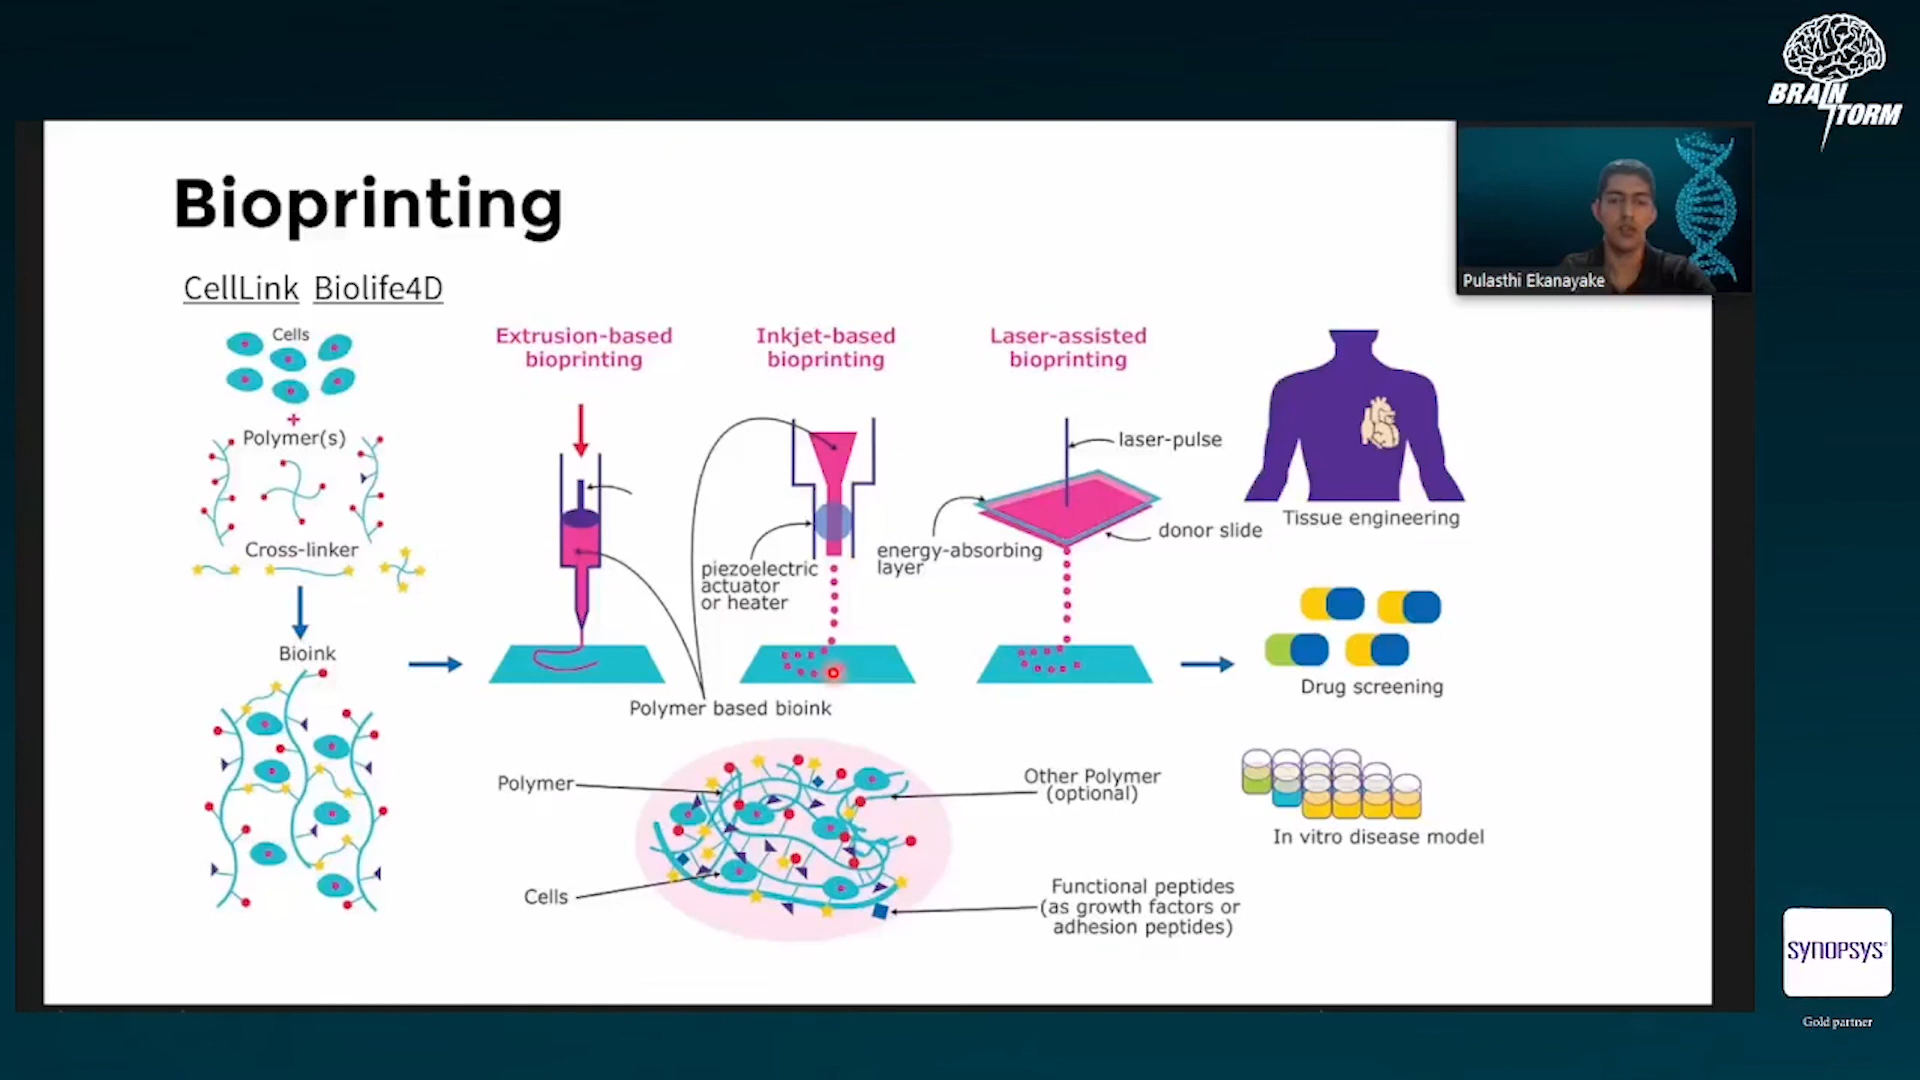 BRAIN
STORM
Bioprinting
Pulasthi Ekanayake
CellLink Biolife4D
Cells
+
Polymer(s)
Cross-linker
Bioink
Extrusion-based
bioprinting
Inkjet-based
bioprinting
Laser-assisted
bioprinting
piezoelectric
actuator
or heater
laser-pulse
energy-absorbing
layer
donor slide
Polymer based bioink
Polymer
Cells
Other Polymer
(optional)
Functional peptides
(as growth factors or
adhesion peptides)
Tissue engineering
Drug screening
In vitro disease model
SYNOPSYS
Gold partner